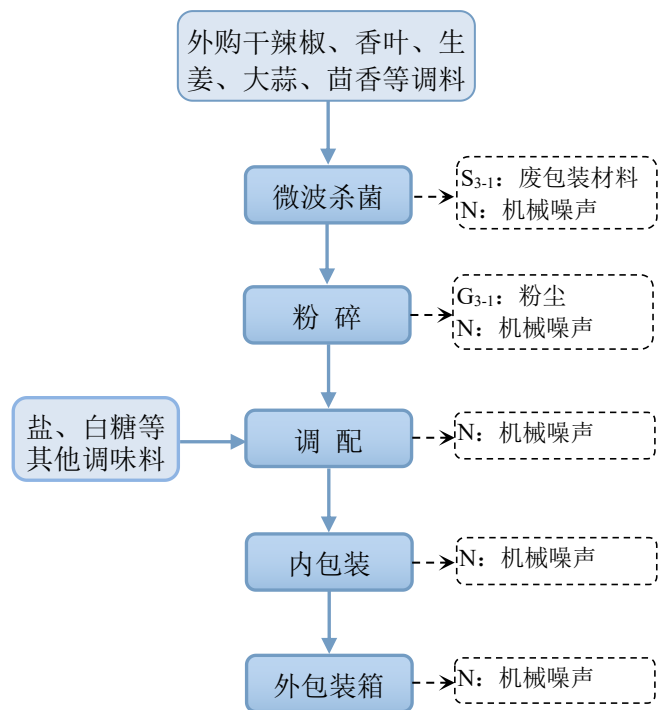 外购干辣椒、香叶、生
姜、大蒜、茴香等调料
微波杀菌
S3-1：废包装材料
N：机械噪声
粉 碎
G3-1：粉尘
N：机械噪声
盐、白糖等
其他调味料
调 配
N：机械噪声
内包装
N：机械噪声
外包装箱
N：机械噪声